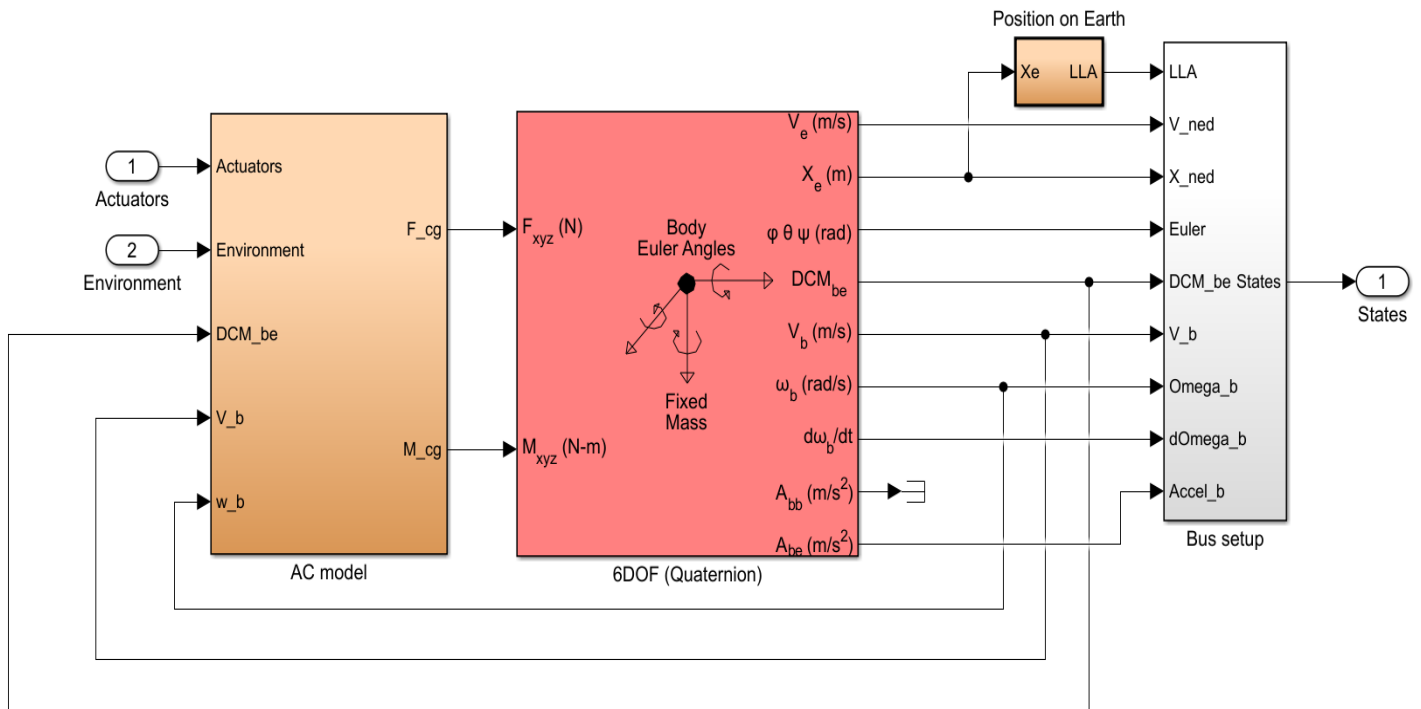 Position on Earth
Xe LLA
1
Actuators
2
Environment
Actuators
Environment
DCM_be
V_b
w_b
F_cg
M_cg
AC model
F_xyz (N)
M_xyz (N-m)
Body
Euler Angles
Fixed
Mass
V_e (m/s)
X_e (m)
φ θ ψ (rad)
DCM_be
V_b (m/s)
ω_b (rad/s)
dω_b/dt
A_bb (m/s²)
A_be (m/s²)
6DOF (Quaternion)
LLA
V_ned
X_ned
Euler
DCM_be States
V_b
Omega_b
dOmega_b
Accel_b
Bus setup
1
States